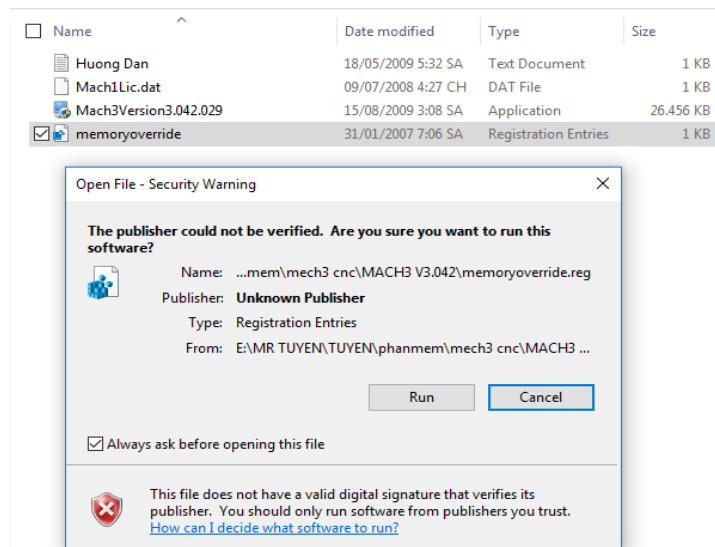 Name Date modified Type Size
Huong Dan 18/05/2009 5:32 SA Text Document 1 KB
Mach1Lic.dat 09/07/2008 4:27 CH DAT File 1 KB
Mach3Version3.042.029 15/08/2009 3:08 SA Application 26.456 KB
memoryoverride 31/01/2007 7:06 SA Registration Entries 1 KB
Open File - Security Warning
The publisher could not be verified. Are you sure you want to run this
software?
Name: ...mem\mech3 cnc\MACH3 V3.042\memoryoverride.reg
Publisher: Unknown Publisher
Type: Registration Entries
From: E:\MR TUYEN\TUYEN\phanmem\mech3 cnc\MACH3 ...
Run Cancel
Always ask before opening this file
This file does not have a valid digital signature that verifies its
publisher. You should only run software from publishers you trust.
How can I decide what software to run?